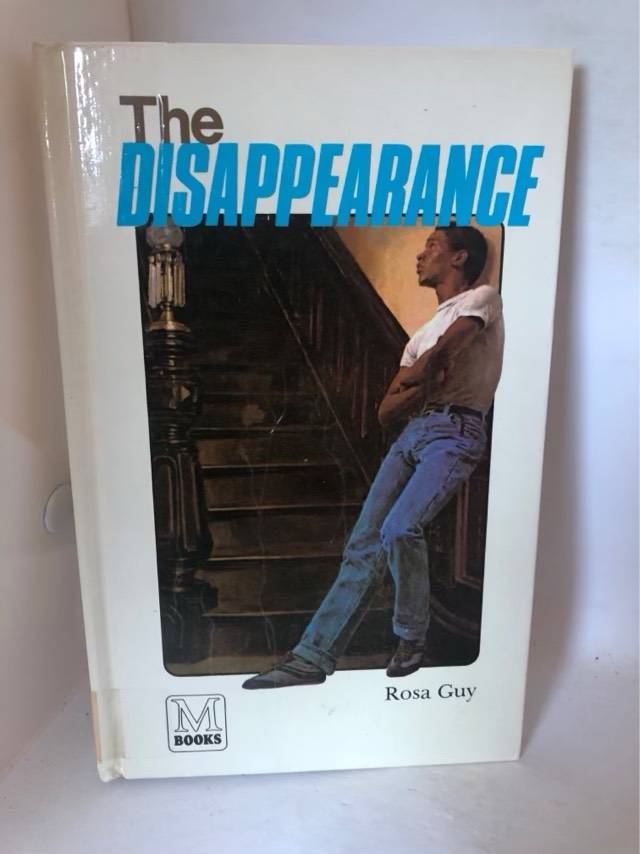 The
DISAPPEARANCE
Rosa Guy
M
BOOKS